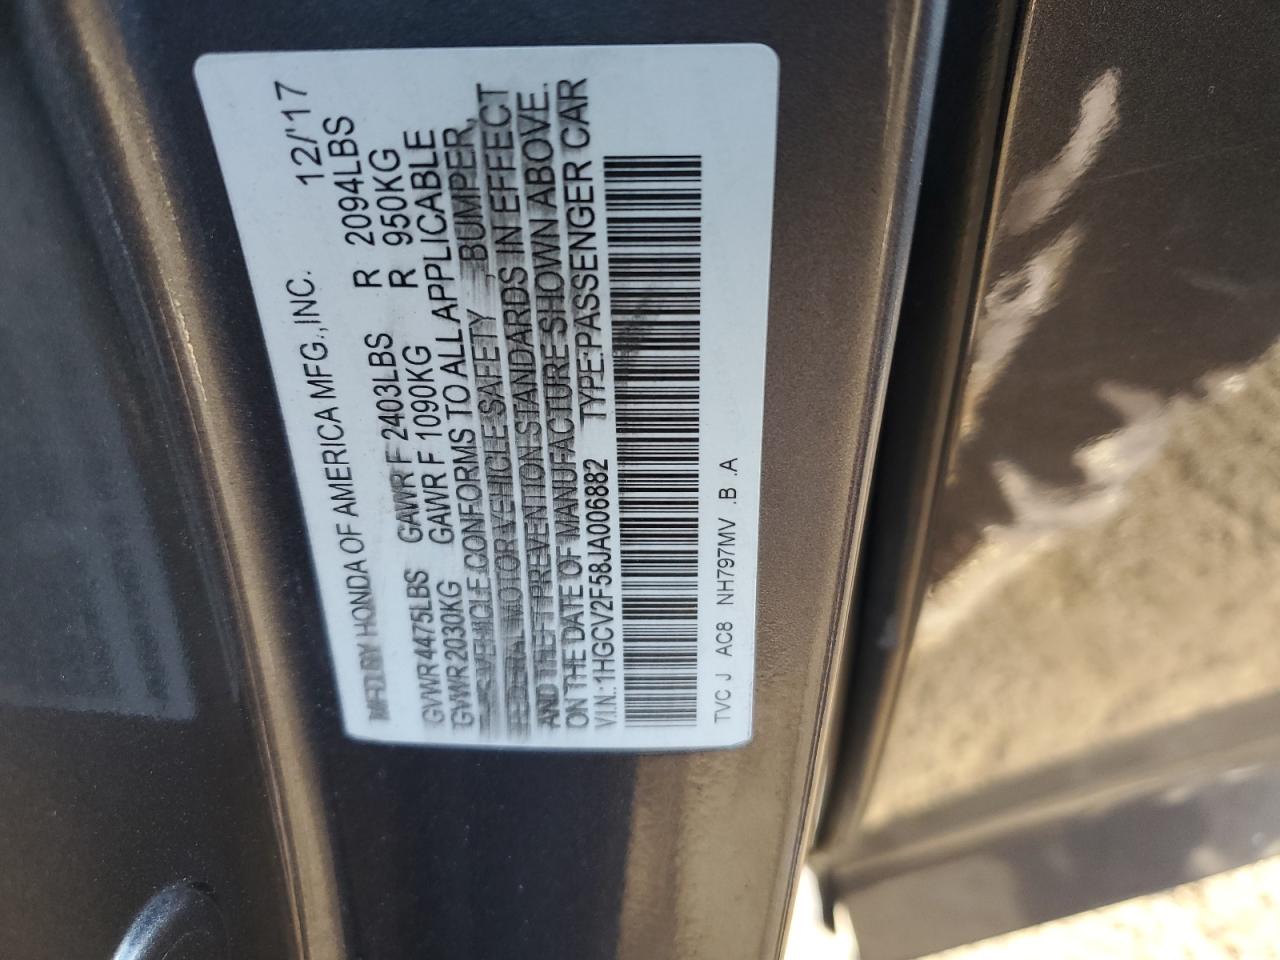 MFD BY HONDA OF AMERICA MFG.,INC. 12/'17
GVWR 4475LBS GAWR F 2403LBS R 2094LBS
GVWR 2030KG GAWR F 1090KG R 950KG
THIS VEHICLE CONFORMS TO ALL APPLICABLE
FEDERAL MOTOR VEHICLE SAFETY , BUMPER,
AND THEFT PREVENTION STANDARDS IN EFFECT
ON THE DATE OF MANUFACTURE SHOWN ABOVE.
V.I.N.:1HGCV2F58JA006882 TYPE:PASSENGER CAR
TVC J AC8 NH797MV .B .A